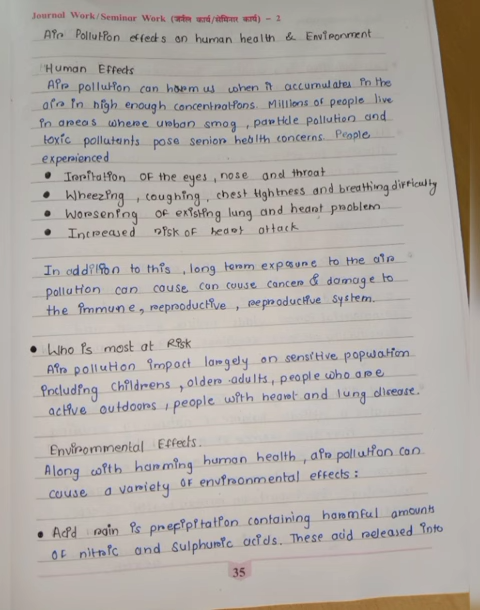 Journal Work/Seminar Work (जर्नल कार्य/सेमिनार कार्य) – 2
Air Pollution effects on human health & Environment
Human Effects
Air pollution can harm us when it accumulates in the
air in high enough concentrations. Millions of people live
in areas where urban smog, particle pollution and
toxic pollutants pose senior health concerns. People
experienced
• Irritation of the eyes, nose and throat
• Wheezing, coughing, chest tightness and breathing difficulty
• Worsening of existing lung and heart problem
• Increased risk of heart attack
In addition to this, long term exposure to the air
pollution can cause can cause cancer & damage to
the immune, reproductive, reproductive system.
• Who is most at Risk
Air pollution impact largely on sensitive population
including childrens, older adults, people who are
active outdoors, people with heart and lung disease.
Environmental Effects.
Along with harming human health, air pollution can
cause a variety of environmental effects:
• Acid rain is precipitation containing harmful amounts
of nitric and sulphuric acids. These acid released into
35